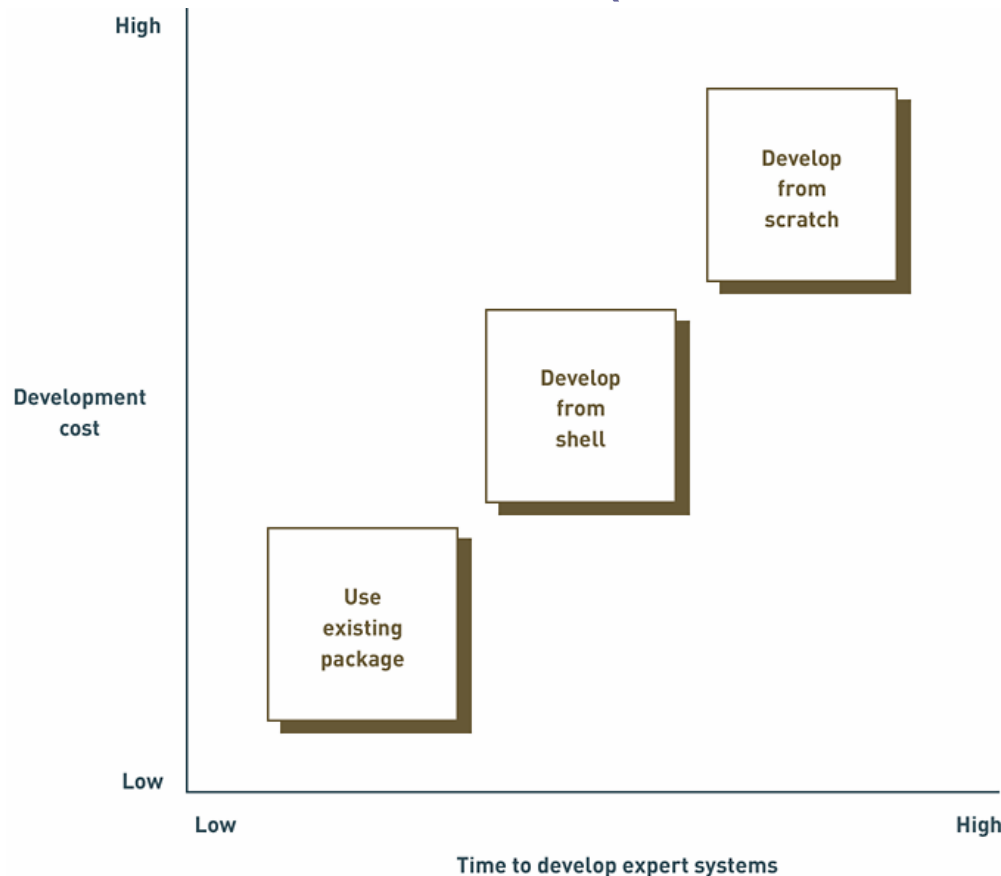 High
Develop
from
scratch
Develop
from
shell
Development
cost
Use
existing
package
Low
Low
High
Time to develop expert systems